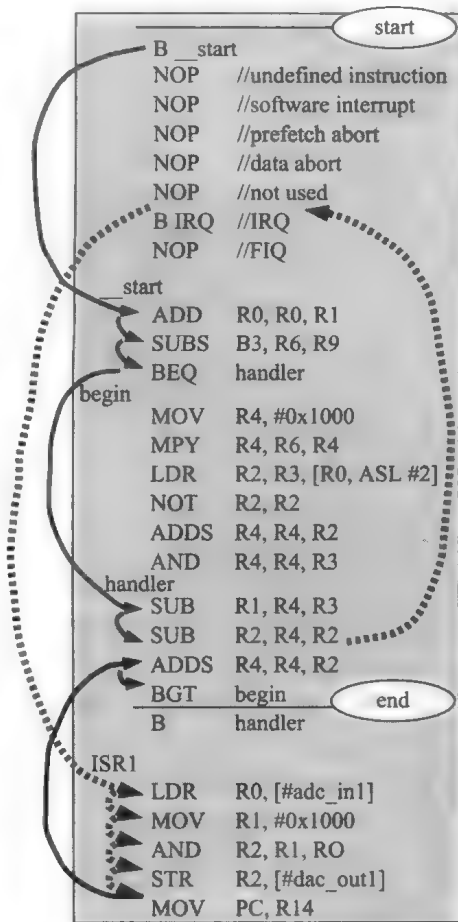 start
B __start
NOP //undefined instruction
NOP //software interrupt
NOP //prefetch abort
NOP //data abort
NOP //not used
B IRQ //IRQ
NOP //FIQ
__start
ADD R0, R0, R1
SUBS B3, R6, R9
BEQ handler
begin
MOV R4, #0x1000
MPY R4, R6, R4
LDR R2, R3, [R0, ASL #2]
NOT R2, R2
ADDS R4, R4, R2
AND R4, R4, R3
handler
SUB R1, R4, R3
SUB R2, R4, R2
ADDS R4, R4, R2
BGT begin
end
B handler
ISR1
LDR R0, [#adc_in1]
MOV R1, #0x1000
AND R2, R1, RO
STR R2, [#dac_out1]
MOV PC, R14